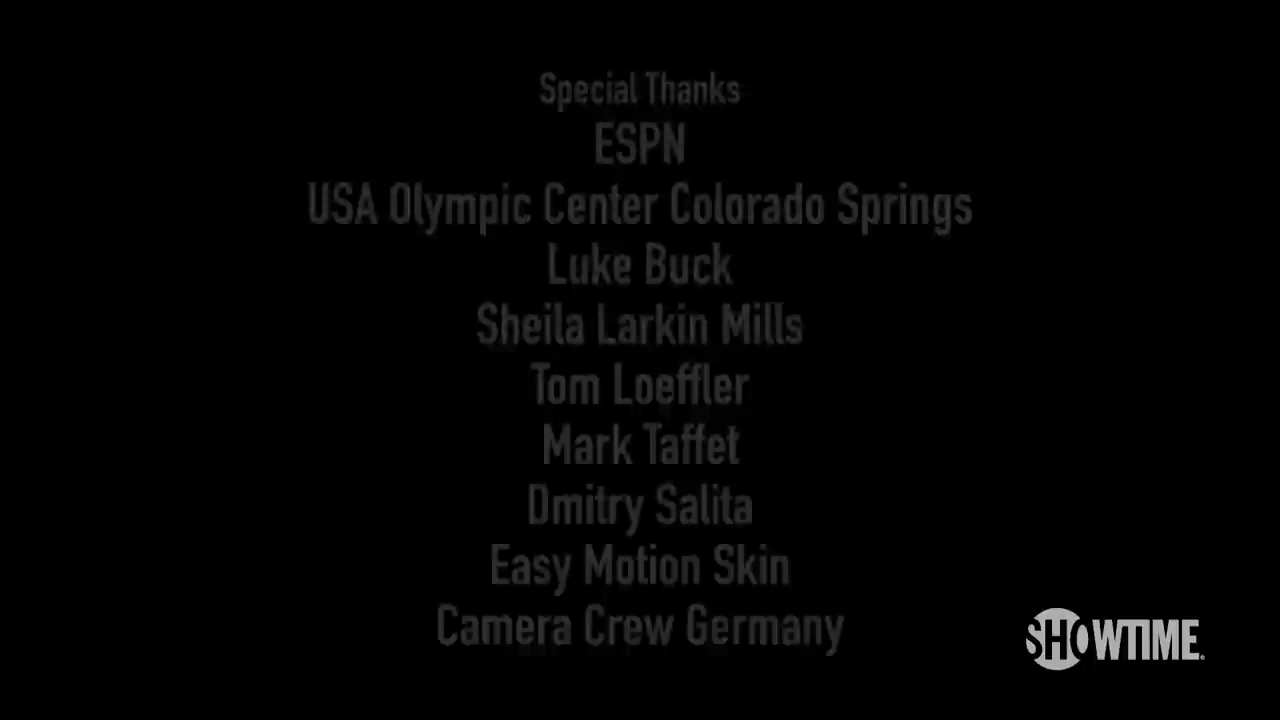 Special Thanks
ESPN
USA Olympic Center Colorado Springs
Luke Buck
Sheila Larkin Mills
Tom Loeffler
Mark Taffet
Dmitry Salita
Easy Motion Skin
Camera Crew Germany
SHOWTIME.